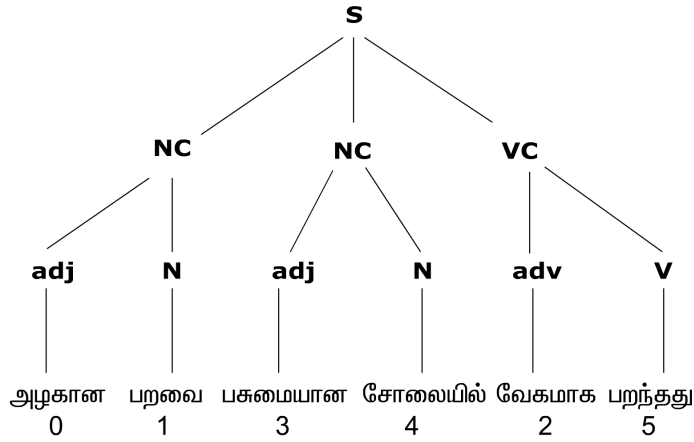 S
NC NC VC
adj N adj N adv V
அழகான பறவை பசுமையான சோலையில் வேகமாக பறந்தது
0 1 3 4 2 5